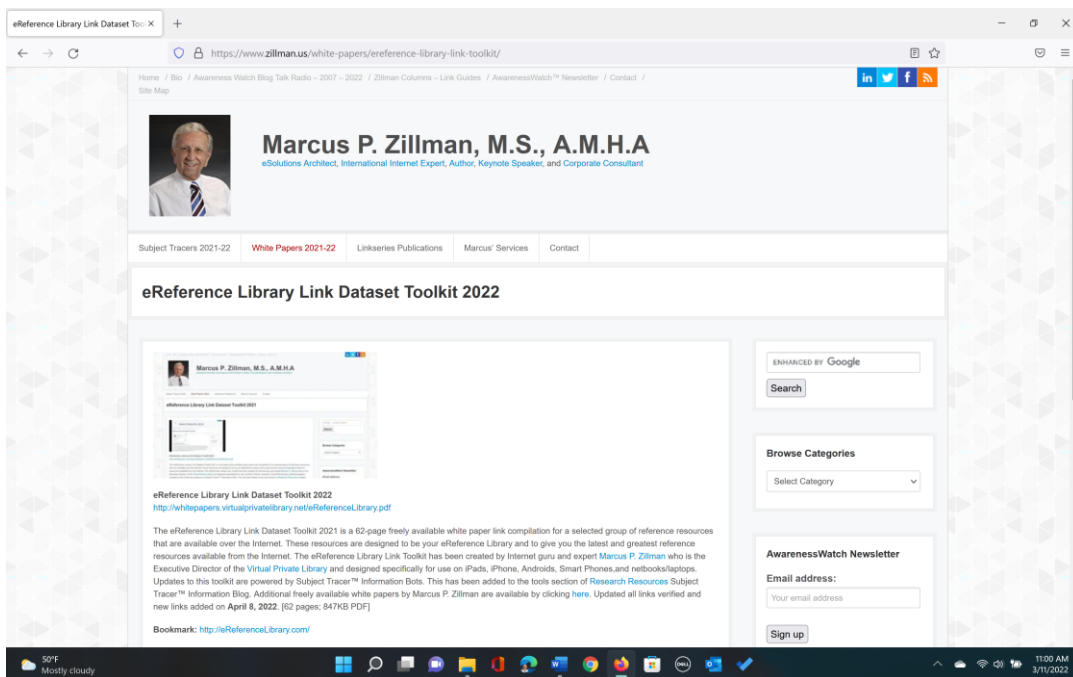 eReference Library Link Dataset Too
https://www.zillman.us/white-papers/ereference-library-link-toolkit/
Home / Bio / Awareness Watch Blog Talk Radio – 2007 – 2022 / Zillman Columns – Link Guides / AwarenessWatch™ Newsletter / Contact /
Site Map
in f
Marcus P. Zillman, M.S., A.M.H.A
eSolutions Architect, International Internet Expert, Author, Keynote Speaker, and Corporate Consultant
Subject Tracers 2021-22 White Papers 2021-22 Linkseries Publications Marcus' Services Contact
eReference Library Link Dataset Toolkit 2022
Marcus P. Zillman, M.S., A.M.H.A
eReference Library Link Dataset Toolkit 2021
eReference Library Link Dataset Toolkit 2022
http://whitepapers.virtualprivatelibrary.net/eReferenceLibrary.pdf
The eReference Library Link Dataset Toolkit 2021 is a 62-page freely available white paper link compilation for a selected group of reference resources
that are available over the Internet. These resources are designed to be your eReference Library and to give you the latest and greatest reference
resources available from the Internet. The eReference Library Link Toolkit has been created by Internet guru and expert Marcus P. Zillman who is the
Executive Director of the Virtual Private Library and designed specifically for use on iPads, iPhone, Androids, Smart Phones,and netbooks/laptops.
Updates to this toolkit are powered by Subject Tracer™ Information Bots. This has been added to the tools section of Research Resources Subject
Tracer™ Information Blog. Additional freely available white papers by Marcus P. Zillman are available by clicking here. Updated all links verified and
new links added on April 8, 2022. [62 pages; 847KB PDF]
Bookmark: http://eReferenceLibrary.com/
ENHANCED BY Google
Search
Browse Categories
Select Category
AwarenessWatch Newsletter
Email address:
Your email address
Sign up
50°F
Mostly cloudy
DELL
11:00 AM
3/11/2022